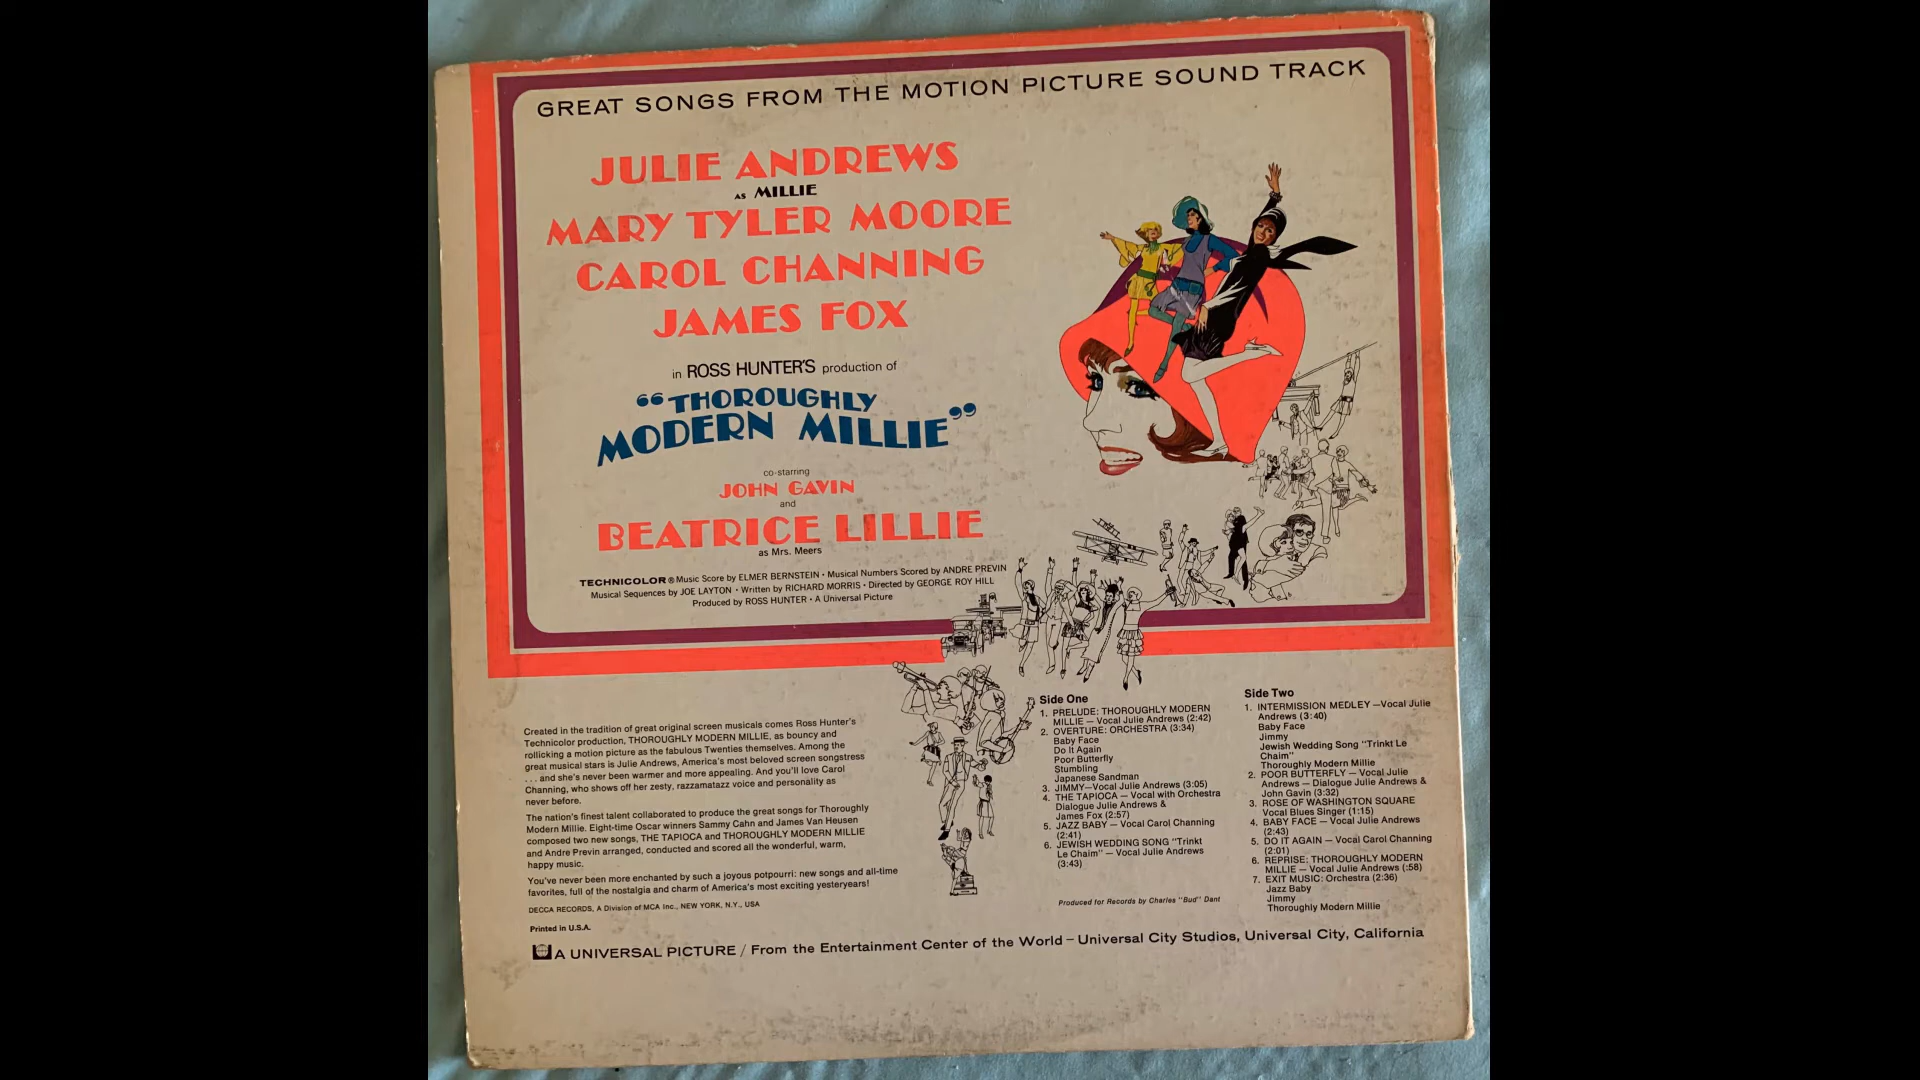 GREAT SONGS FROM THE MOTION PICTURE SOUND TRACK
JULIE ANDREWS
AS MILLIE
MARY TYLER MOORE
CAROL CHANNING
JAMES FOX
in ROSS HUNTER'S production of
"THOROUGHLY
MODERN MILLIE"
co-starring
JOHN GAVIN
and
BEATRICE LILLIE
as Mrs. Meers
TECHNICOLOR® Music Score by ELMER BERNSTEIN • Musical Numbers Scored by ANDRE PREVIN
Musical Sequences by JOE LAYTON • Written by RICHARD MORRIS • Directed by GEORGE ROY HILL
Produced by ROSS HUNTER • A Universal Picture
Created in the tradition of great original screen musicals comes Ross Hunter's
Technicolor production, THOROUGHLY MODERN MILLIE, as bouncy and
rollicking a motion picture as the fabulous Twenties themselves. Among the
great musical stars is Julie Andrews, America's most beloved screen songstress
. . . and she's never been warmer and more appealing. And you'll love Carol
Channing, who shows off her zesty, razzamatazz voice and personality as
never before.
The nation's finest talent collaborated to produce the great songs for Thoroughly
Modern Millie. Eight-time Oscar winners Sammy Cahn and James Van Heusen
composed two new songs, THE TAPIOCA and THOROUGHLY MODERN MILLIE
and Andre Previn arranged, conducted and scored all the wonderful, warm,
happy music.
You've never been more enchanted by such a joyous potpourri: new songs and all-time
favorites, full of the nostalgia and charm of America's most exciting yesteryears!
DECCA RECORDS, A Division of MCA Inc., NEW YORK, N.Y., USA
Printed in U.S.A.
Side One
1. PRELUDE: THOROUGHLY MODERN
MILLIE — Vocal Julie Andrews (2:42)
2. OVERTURE: ORCHESTRA (3:34)
Baby Face
Do It Again
Poor Butterfly
Stumbling
Japanese Sandman
3. JIMMY—Vocal Julie Andrews (3:05)
4. THE TAPIOCA — Vocal with Orchestra
Dialogue Julie Andrews &
James Fox (2:57)
5. JAZZ BABY — Vocal Carol Channing
(2:41)
6. JEWISH WEDDING SONG "Trinkt
Le Chaim" — Vocal Julie Andrews
(3:43)
Produced for Records by Charles "Bud" Dant
Side Two
1. INTERMISSION MEDLEY —Vocal Julie
Andrews (3:40)
Baby Face
Jimmy
Jewish Wedding Song "Trinkt Le
Chaim"
Thoroughly Modern Millie
2. POOR BUTTERFLY — Vocal Julie
Andrews — Dialogue Julie Andrews &
John Gavin (3:32)
3. ROSE OF WASHINGTON SQUARE
Vocal Blues Singer (1:15)
4. BABY FACE — Vocal Julie Andrews
(2:43)
5. DO IT AGAIN — Vocal Carol Channing
(2:01)
6. REPRISE: THOROUGHLY MODERN
MILLIE — Vocal Julie Andrews (:58)
7. EXIT MUSIC: Orchestra (2:36)
Jazz Baby
Jimmy
Thoroughly Modern Millie
A UNIVERSAL PICTURE / From the Entertainment Center of the World – Universal City Studios, Universal City, California